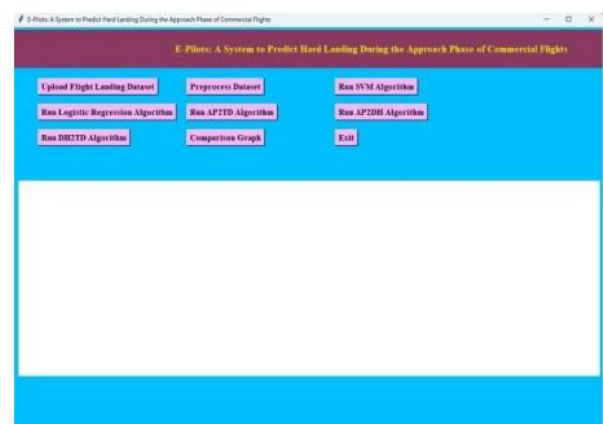 E-Pilots: A System to Predict Hard Landing During the Approach Phase of Commercial Flights
E-Pilots: A System to Predict Hard Landing During the Approach Phase of Commercial Flights
Upload Flight Landing Dataset
Preprocess Dataset
Run SVM Algorithm
Run Logistic Regression Algorithm
Run AP2TD Algorithm
Run AP2DH Algorithm
Run DH2TD Algorithm
Comparison Graph
Exit